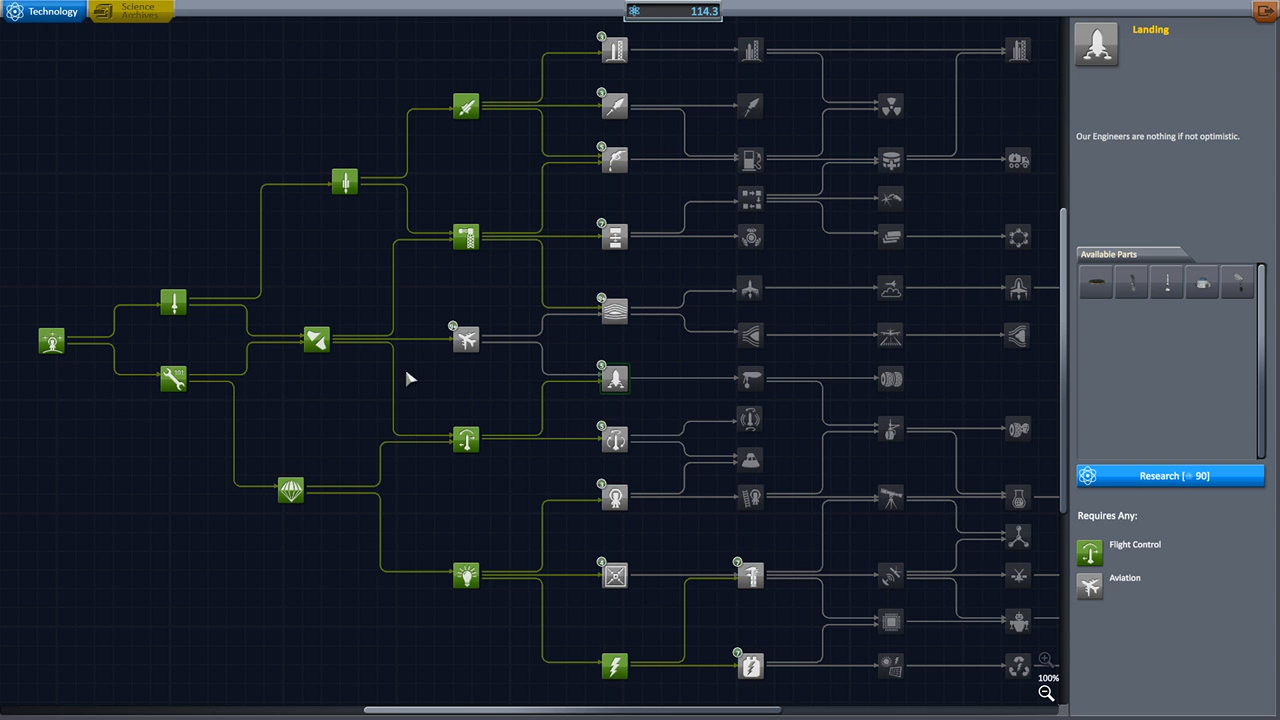 Technology
Science
Archives
114.3
Landing
Our Engineers are nothing if not optimistic.
Available Parts
Research [ 90]
Requires Any:
Flight Control
Aviation
100%